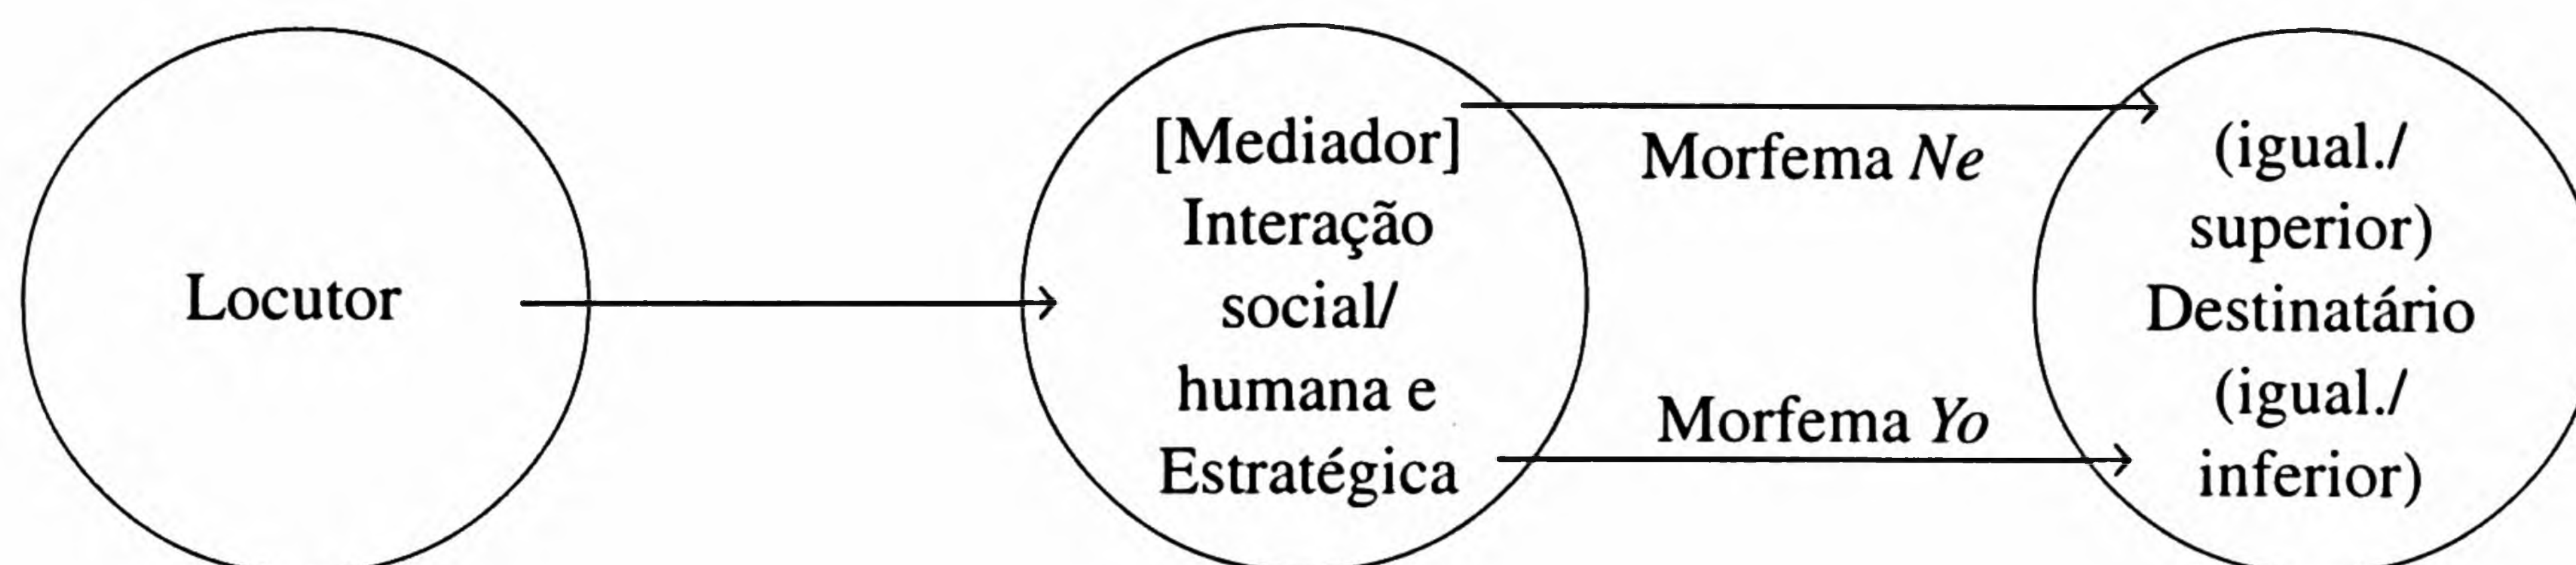 Locutor
[Mediador]
Interação
social/
humana e
Estratégica
Morfema Ne
Morfema Yo
(igual./
superior)
Destinatário
(igual./
inferior)